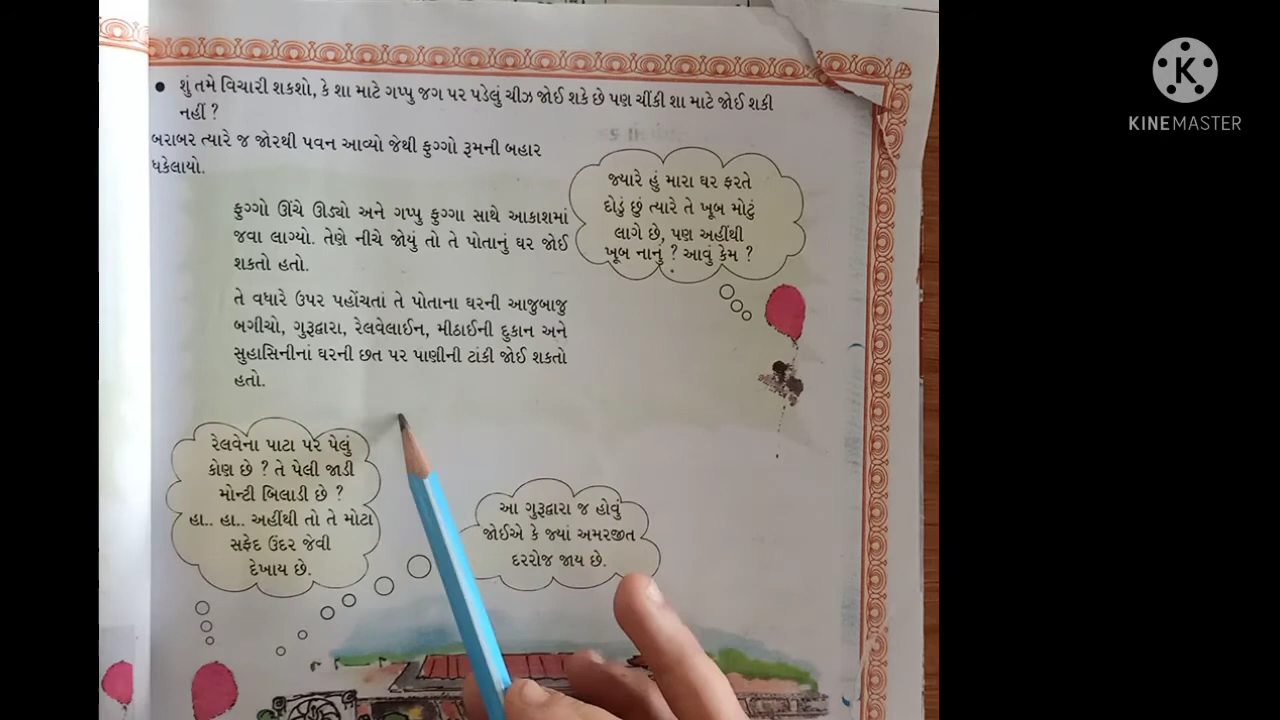 • શું તમે વિચારી શકશો, કે શા માટે ગપ્પુ જગ પર પડેલું ચીઝ જોઈ શકે છે પણ ચીંકી શા માટે જોઈ શકી
નહીં ?
બરાબર ત્યારે જ જોરથી પવન આવ્યો જેથી ફુગ્ગો રૂમની બહાર
ધકેલાયો.
ફુગ્ગો ઊંચે ઊડ્યો અને ગપ્પુ ફુગ્ગા સાથે આકાશમાં
જવા લાગ્યો. તેણે નીચે જોયું તો તે પોતાનું ઘર જોઈ
શકતો હતો.
જ્યારે હું મારા ઘર ફરતે
દોડું છું ત્યારે તે ખૂબ મોટું
લાગે છે, પણ અહીંથી
ખૂબ નાનું ? આવું કેમ ?
તે વધારે ઉપર પહોંચતાં તે પોતાના ઘરની આજુબાજુ
બગીચો, ગુરૂદ્વારા, રેલવેલાઈન, મીઠાઈની દુકાન અને
સુહાસિનીનાં ઘરની છત પર પાણીની ટાંકી જોઈ શકતો
હતો.
રેલવેના પાટા પર પેલું
કોણ છે ? તે પેલી જાડી
મોન્ટી બિલાડી છે ?
હા.. હા.. અહીંથી તો તે મોટા
સફેદ ઉંદર જેવી
દેખાય છે.
આ ગુરૂદ્વારા જ હોવું
જોઈએ કે જ્યાં અમરજીત
દરરોજ જાય છે.
K
KINEMASTER